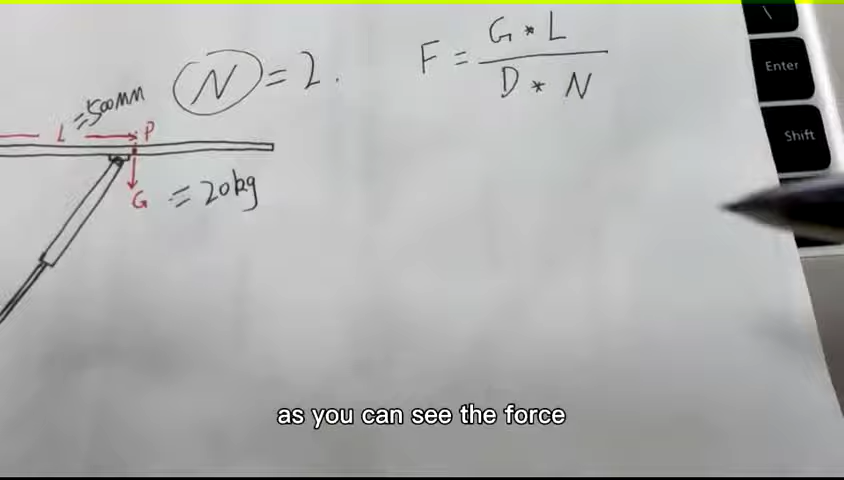 N = 2.
F = G * L
D * N
L = 500mm
P
G = 20kg
\
Enter
Shift
as you can see the force